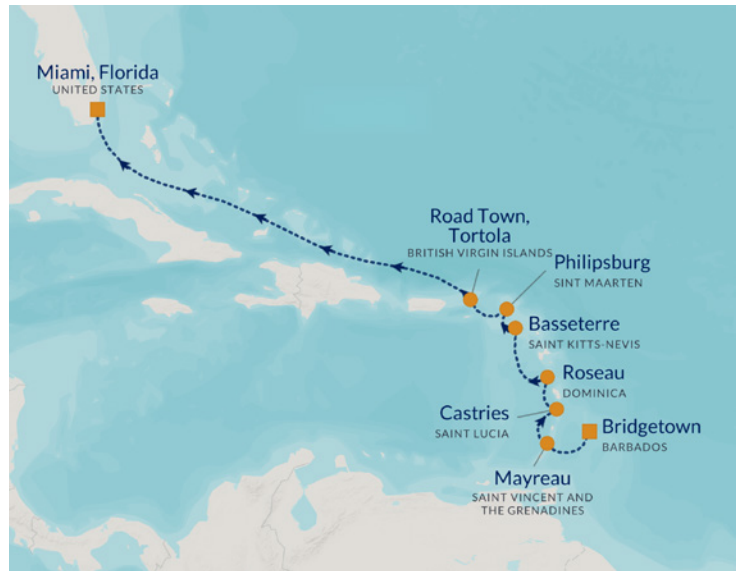 Miami, Florida
UNITED STATES
Road Town,
Tortola
BRITISH VIRGIN ISLANDS
Philipsburg
SINT MAARTEN
Basseterre
SAINT KITTS-NEVIS
Roseau
DOMINICA
Castries
SAINT LUCIA
Bridgetown
BARBADOS
Mayreau
SAINT VINCENT AND
THE GRENADINES